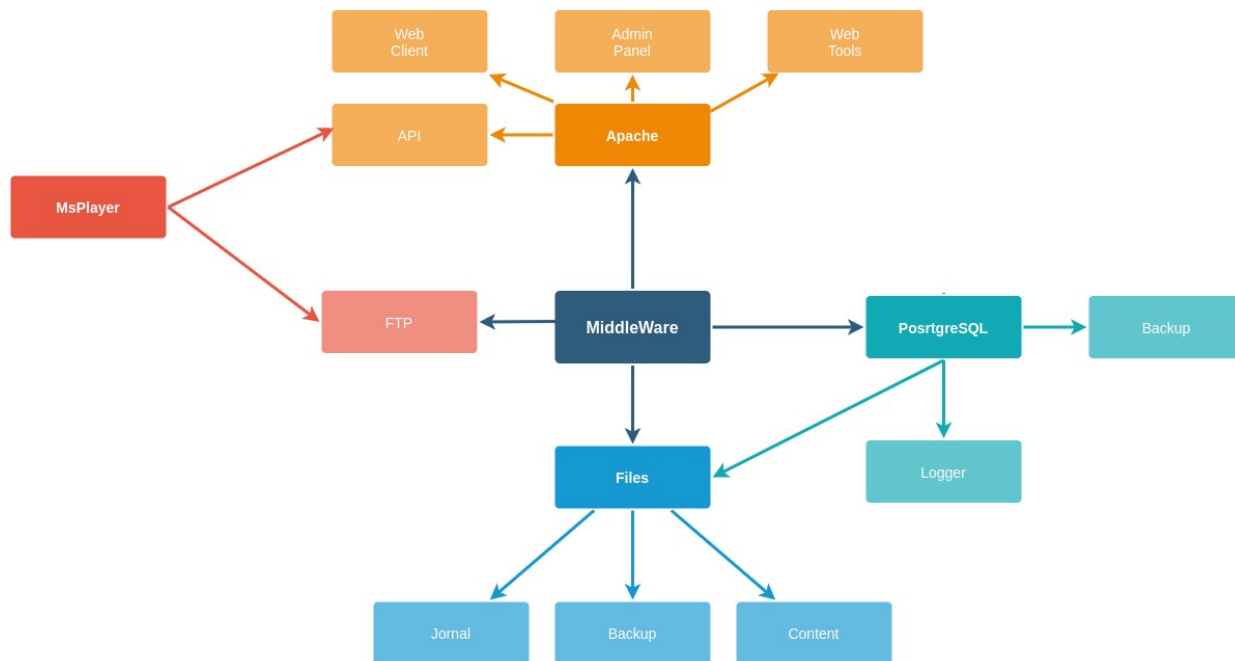 Web
Client
Admin
Panel
Web
Tools
API
Apache
MsPlayer
FTP
MiddleWare
PosrtgreSQL
Backup
Files
Logger
Jornal
Backup
Content